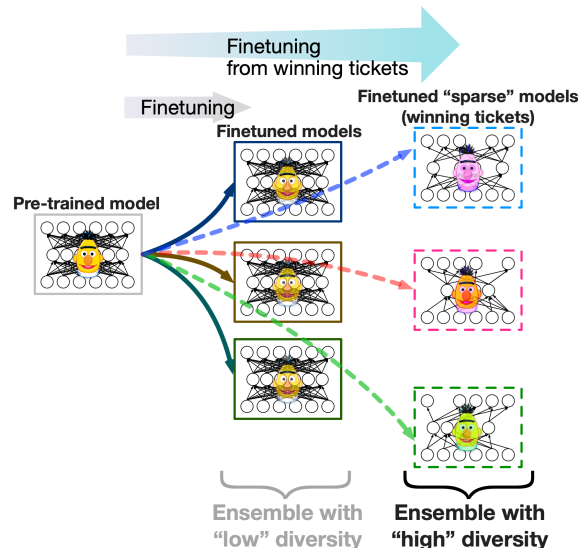 Finetuning
from winning tickets
Finetuning
Finetuned “sparse” models
(winning tickets)
Finetuned models
Pre-trained model
Ensemble with
“low” diversity
Ensemble with
“high” diversity